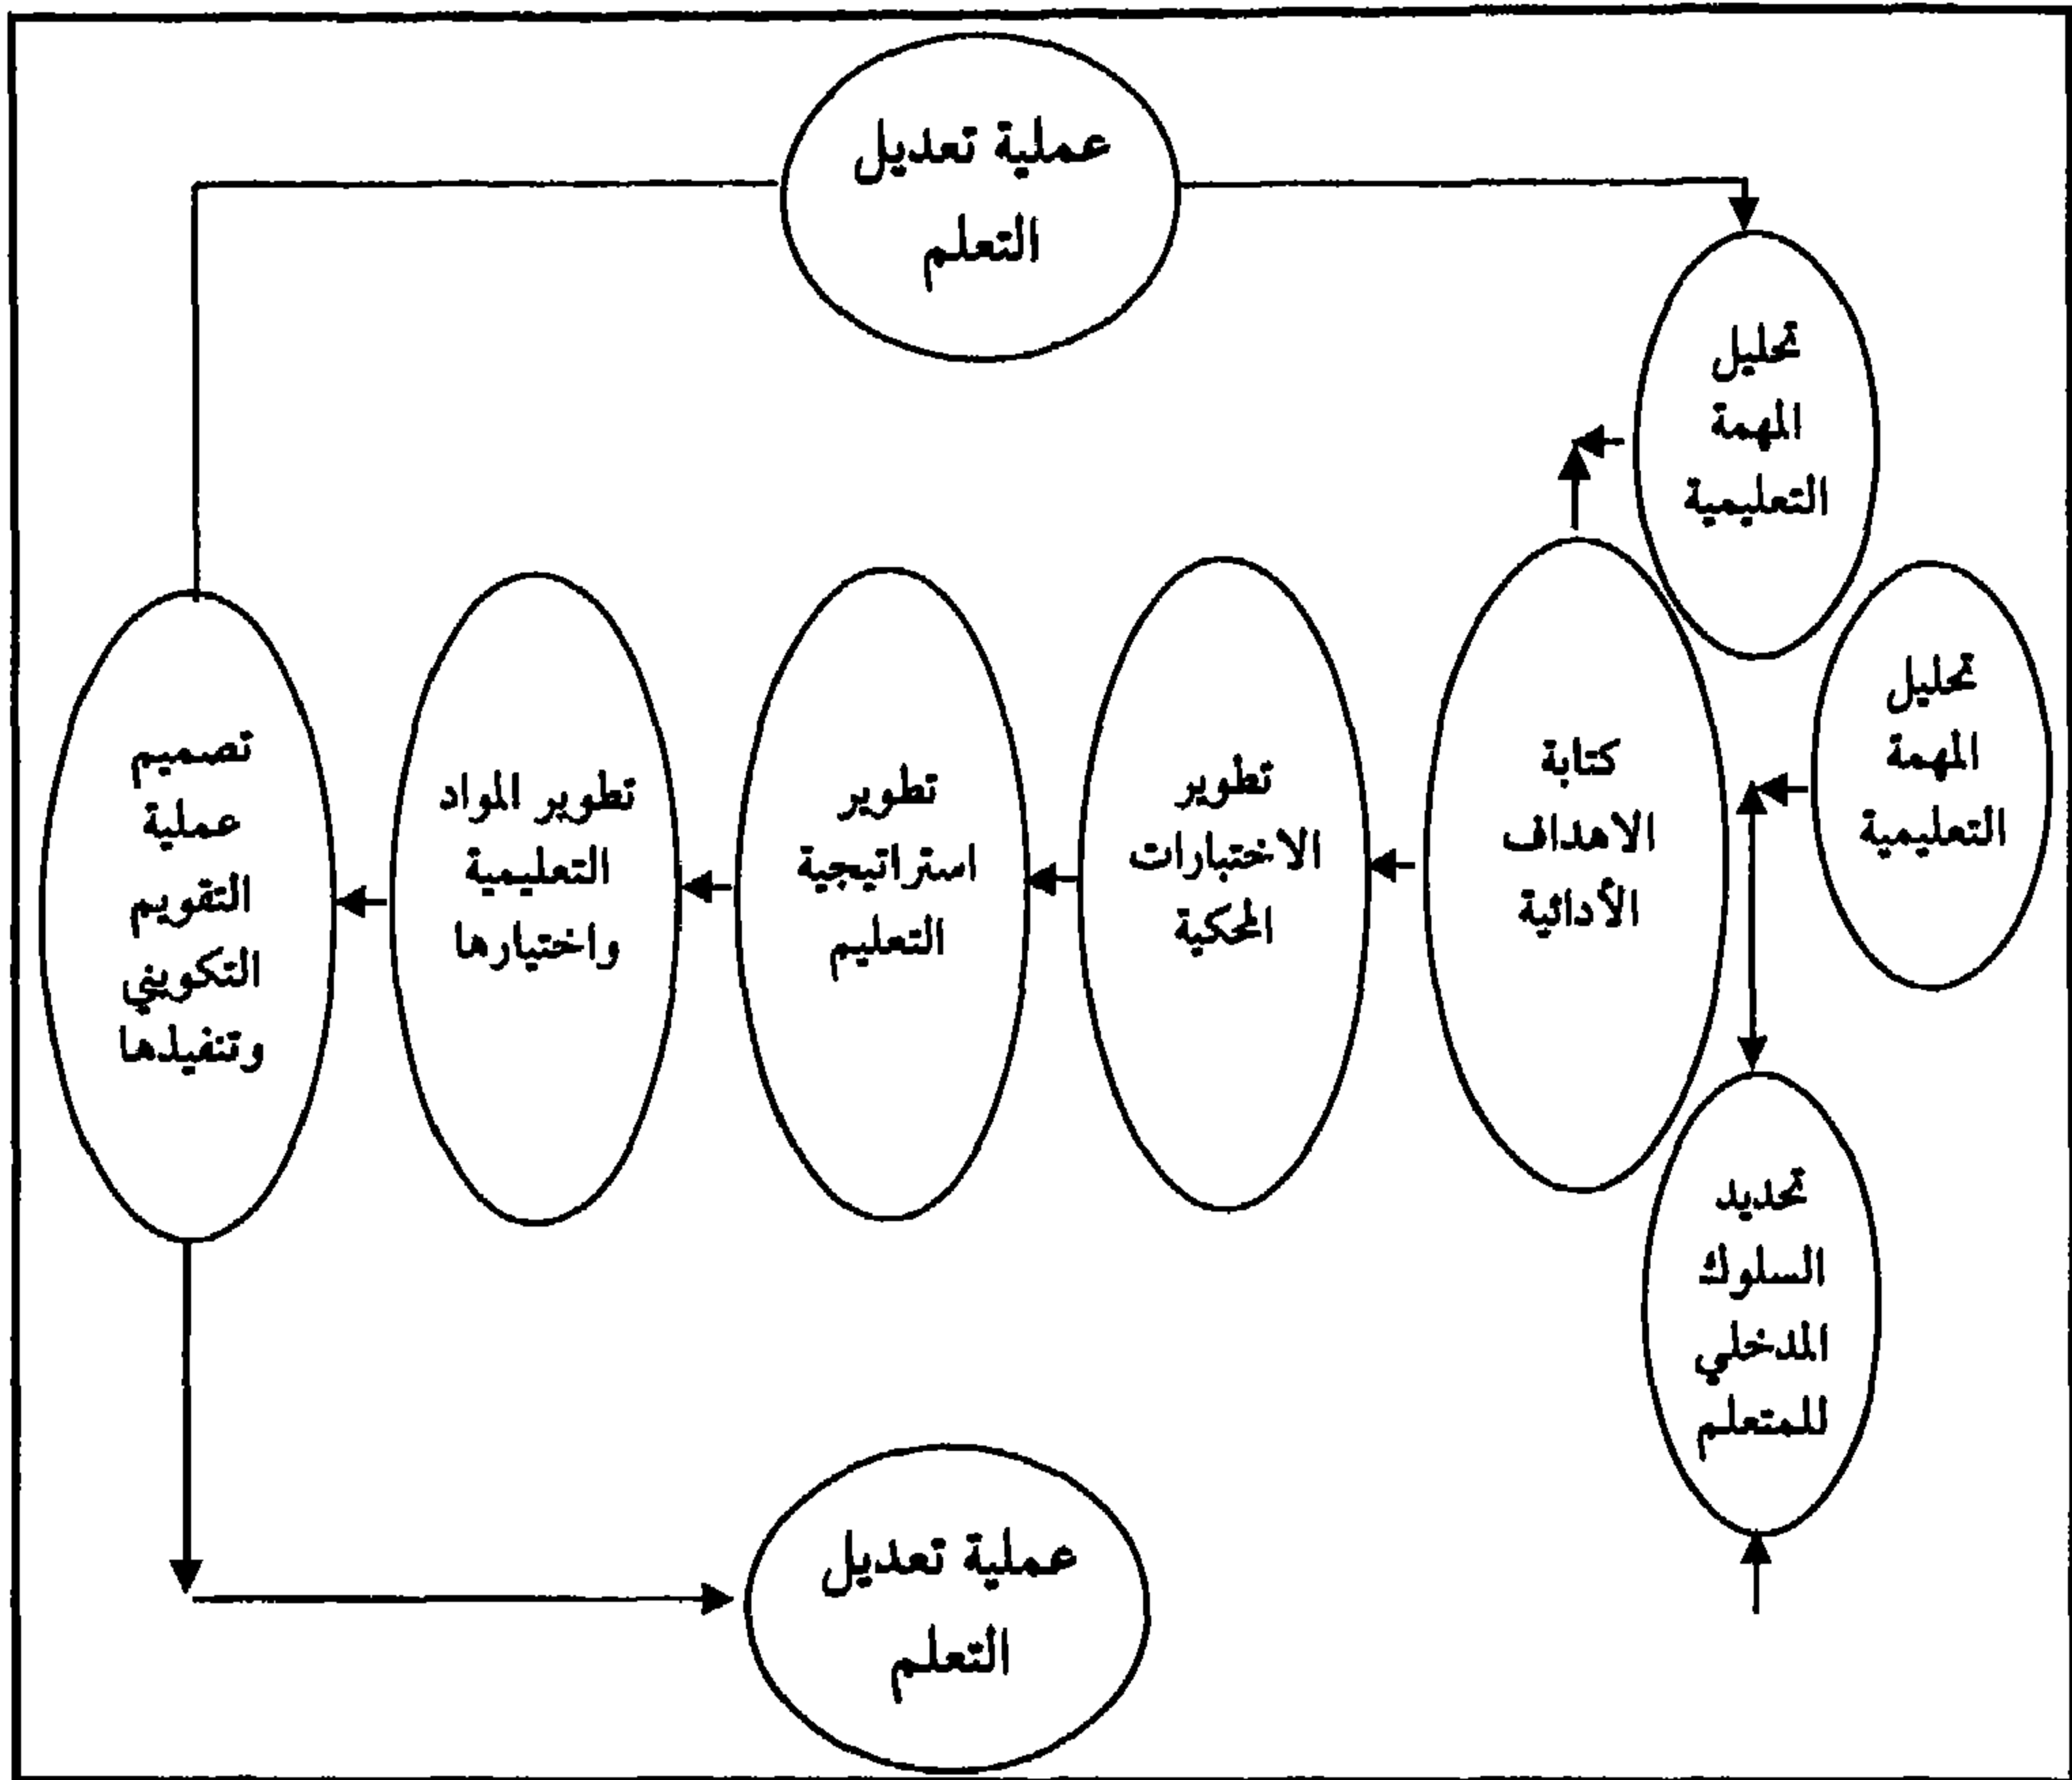 عملية تعديل
التعلم
تحليل
المهمة
التعليمية
تحليل
المهمة
التعليمية
كتابة
الاهداف
الأدائية
تطوير
الاختبارات
المحكية
تطوير
استراتيجية
التعليم
تطوير المواد
التعليمية
واختيارها
تصميم
عملية
التقويم
التكويني
وتنفيدها
تحديد
السلوك
المدخلي
للمتعلم
عملية تعديل
التعلم